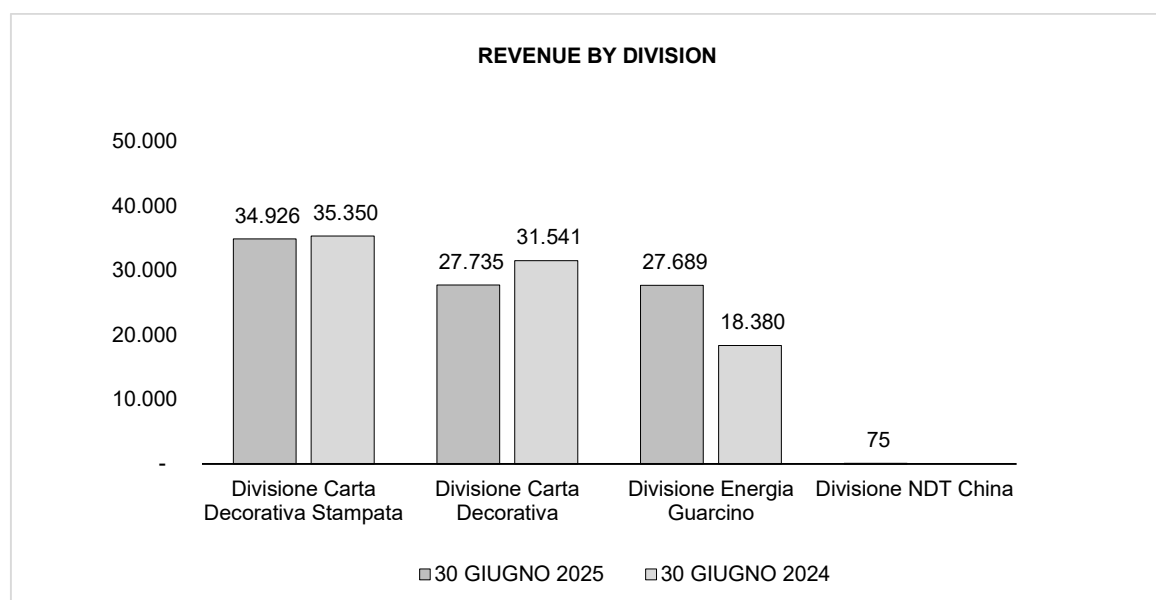 REVENUE BY DIVISION
50.000
40.000
30.000
20.000
10.000
-
34.926
35.350
27.735
31.541
27.689
18.380
75
Divisione Carta
Decorativa Stampata
Divisione Carta
Decorativa
Divisione Energia
Guarcino
Divisione NDT China
30 GIUGNO 2025
30 GIUGNO 2024